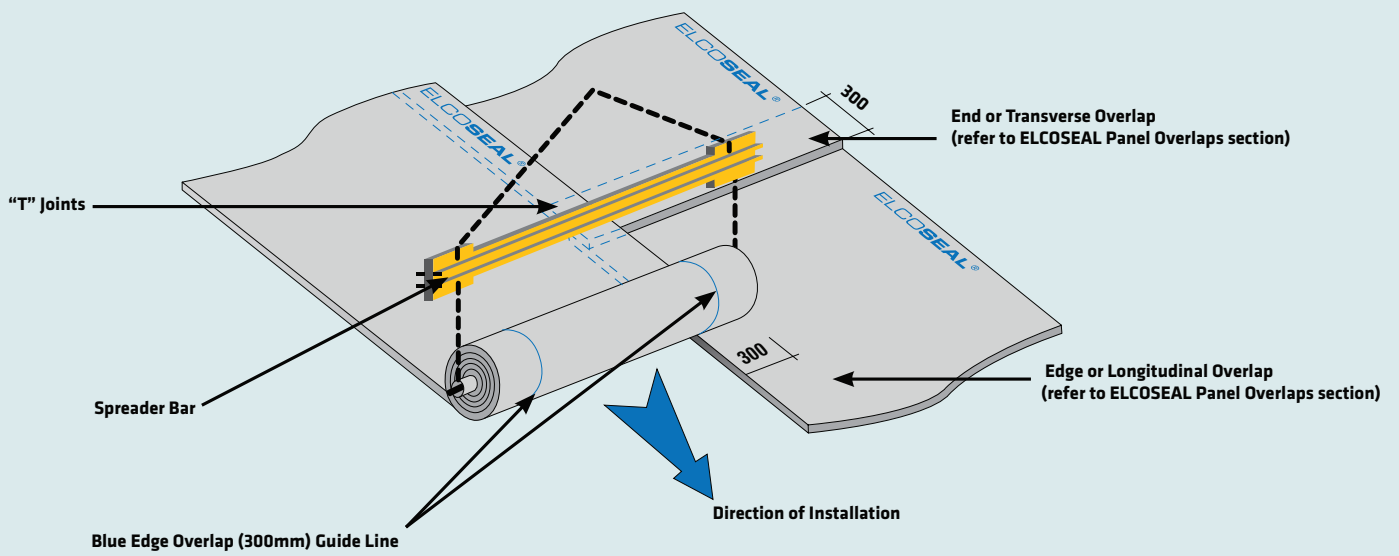 ELCOSEAL®
ELCOSEAL®
300
End or Transverse Overlap
(refer to ELCOSEAL Panel Overlaps section)
“T” Joints
ELCOSEAL®
300
Edge or Longitudinal Overlap
(refer to ELCOSEAL Panel Overlaps section)
Spreader Bar
Direction of Installation
Blue Edge Overlap (300mm) Guide Line